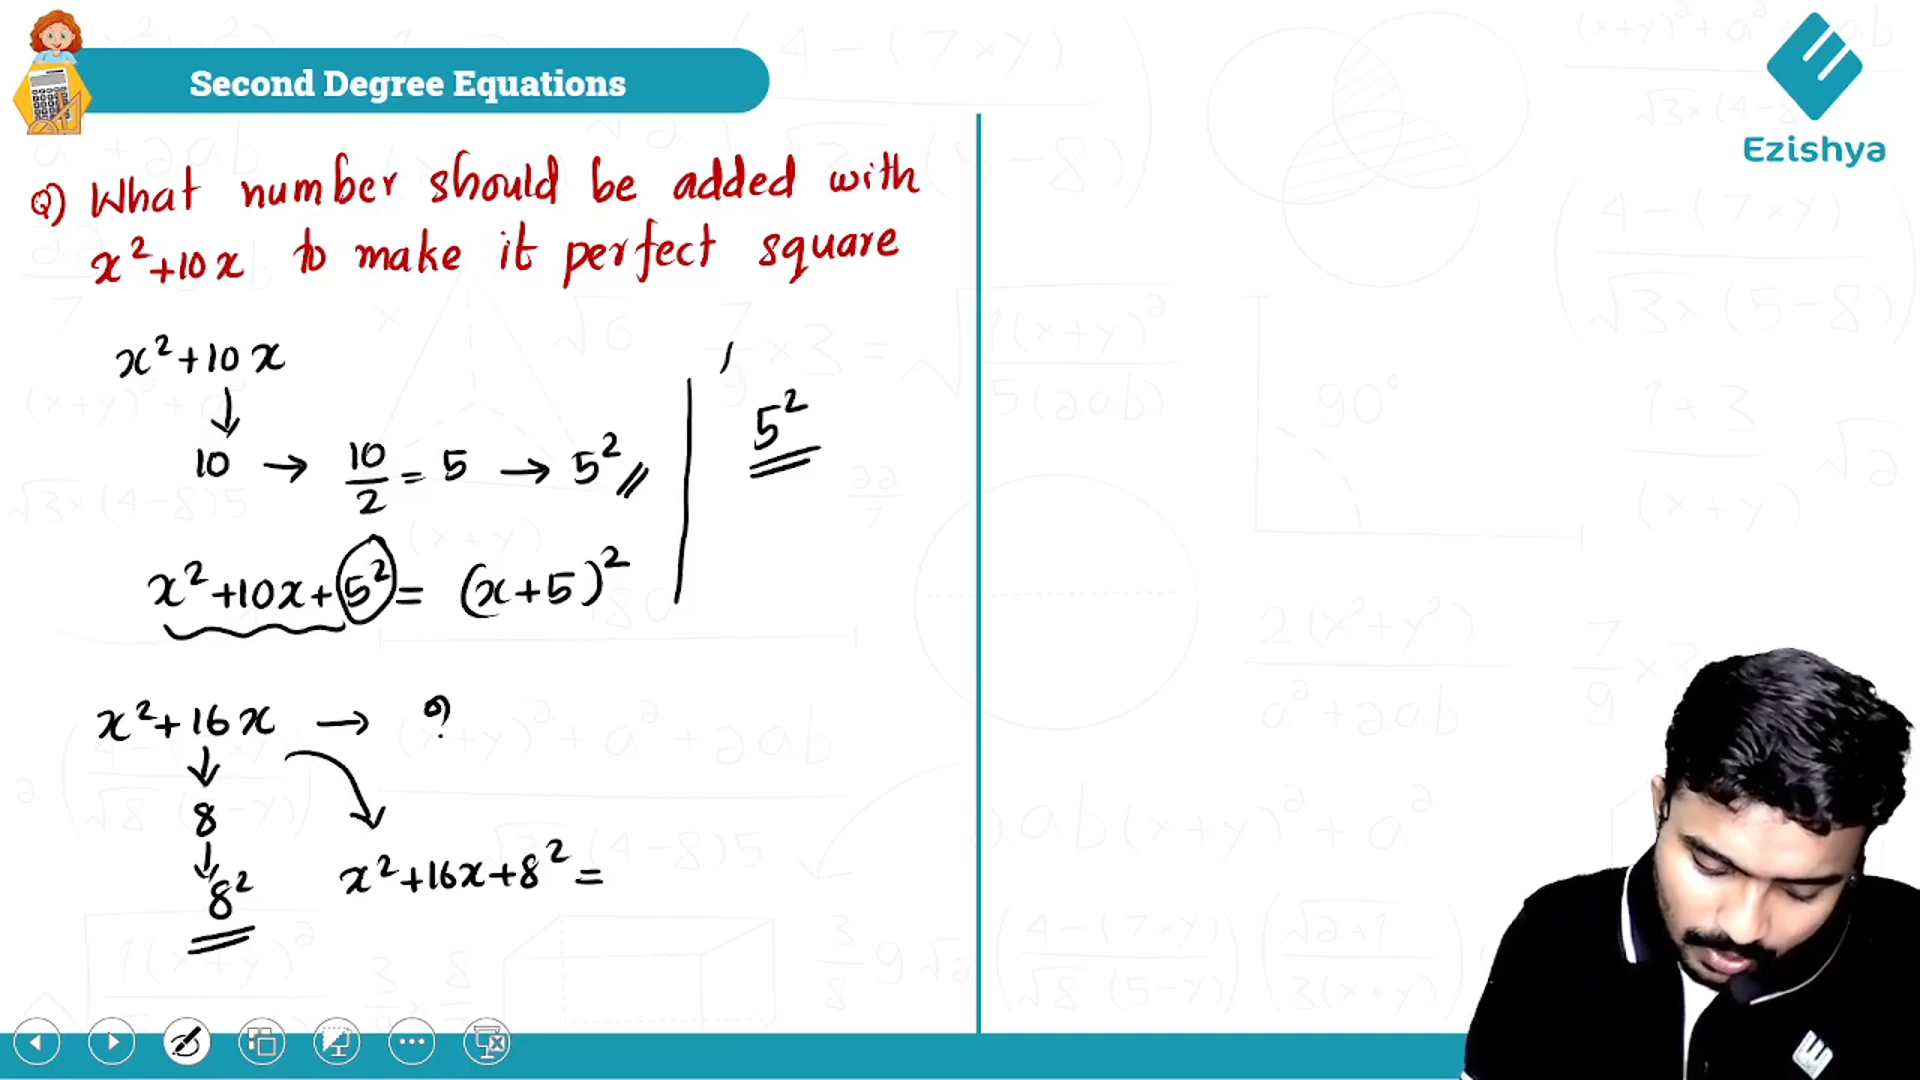 Second Degree Equations
Ezishya
Q) What number should be added with
x²+10x to make it perfect square
x²+10x
↓
10 → 10/2 = 5 → 5²
5²
x²+10x+5² = (x+5)²
x²+16x → ?
↓
8
↓
8²
x²+16x+8² =